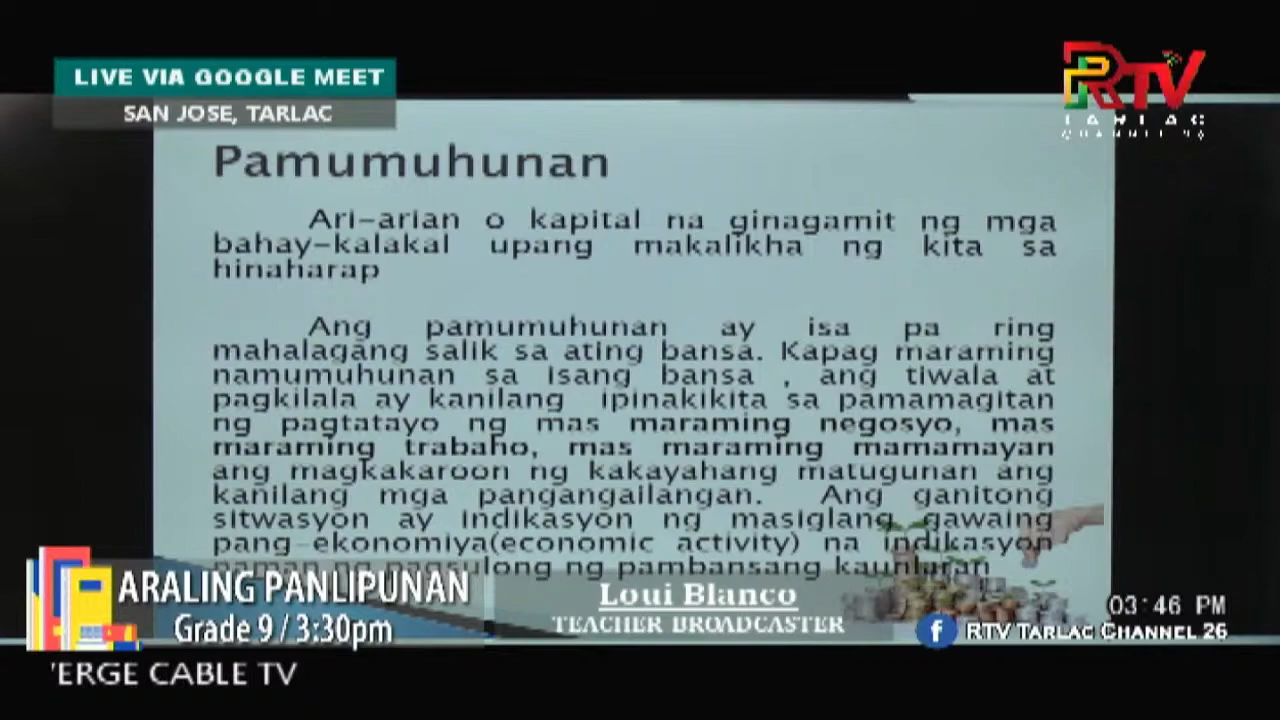 LIVE VIA GOOGLE MEET
SAN JOSE, TARLAC
RTV
TARLAC
CHANNEL 26
Pamumuhunan
Ari-arian o kapital na ginagamit ng mga
bahay-kalakal upang makalikha ng kita sa
hinaharap
Ang pamumuhunan ay isa pa ring
mahalagang salik sa ating bansa. Kapag maraming
namumuhunan sa isang bansa , ang tiwala at
pagkilala ay kanilang ipinakikita sa pamamagitan
ng pagtatayo ng mas maraming negosyo, mas
maraming trabaho, mas maraming mamamayan
ang magkakaroon ng kakayahang matugunan ang
kanilang mga pangangailangan. Ang ganitong
sitwasyon ay indikasyon ng masiglang gawaing
pang-ekonomiya(economic activity) na indikasyon
naman ng pagsulong ng pambansang kaunlaran
ARALING PANLIPUNAN
Grade 9 / 3:30pm
Loui Blanco
TEACHER BROADCASTER
03:46 PM
f RTV TARLAC CHANNEL 26
'ERGE CABLE TV